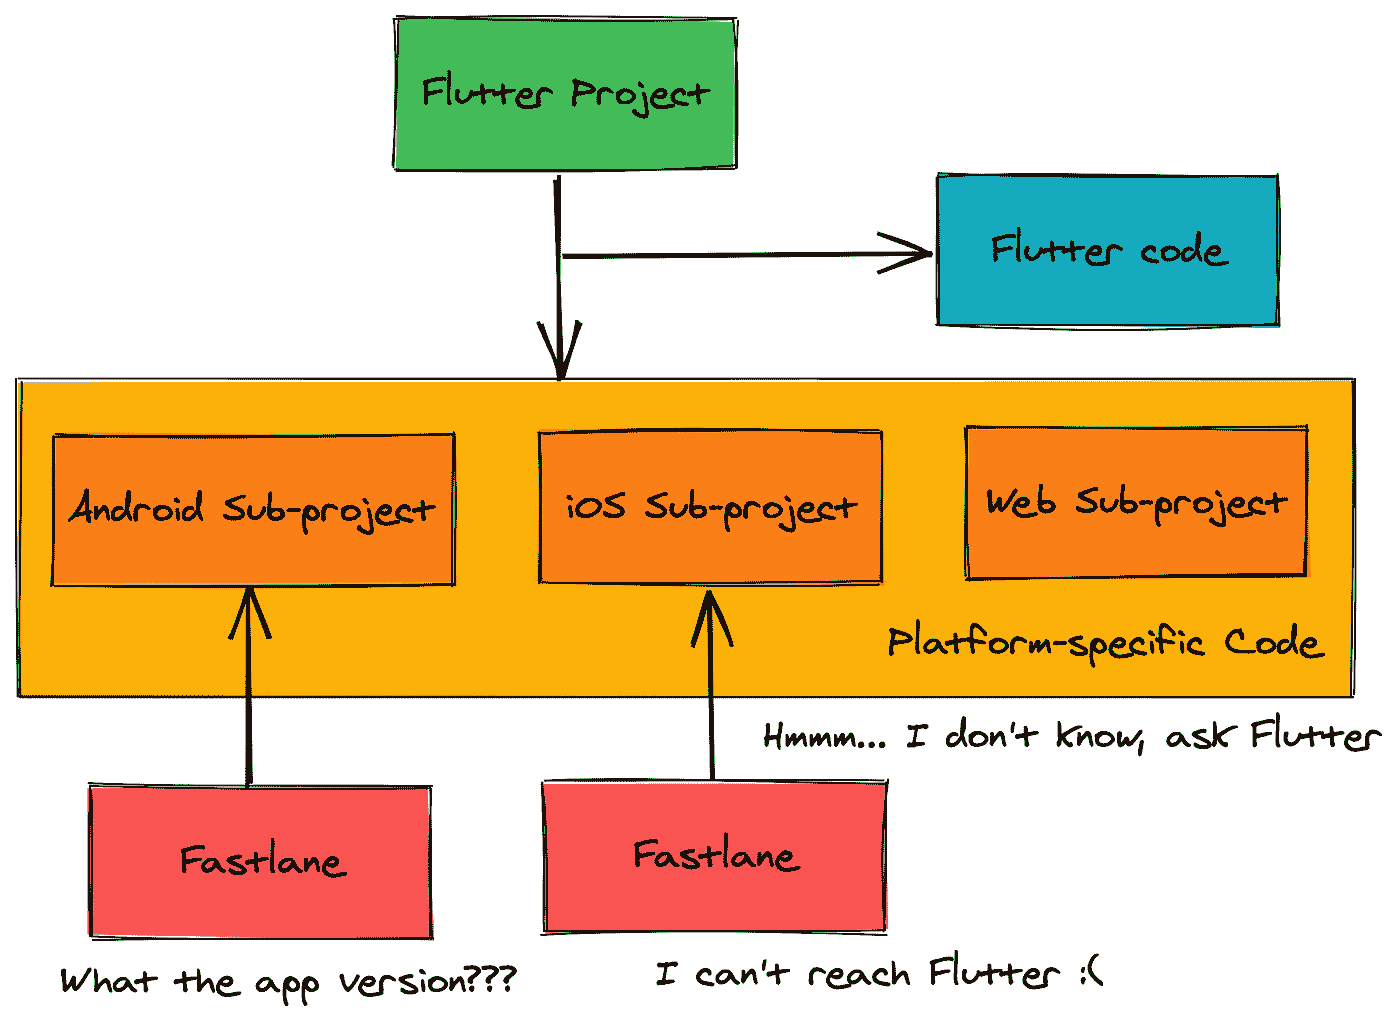 Flutter Project
Flutter code
Android Sub-project
iOS Sub-project
Web Sub-project
Platform-specific Code
Hmmm... I don't know, ask Flutter
Fastlane
Fastlane
What the app version???
I can't reach Flutter :(